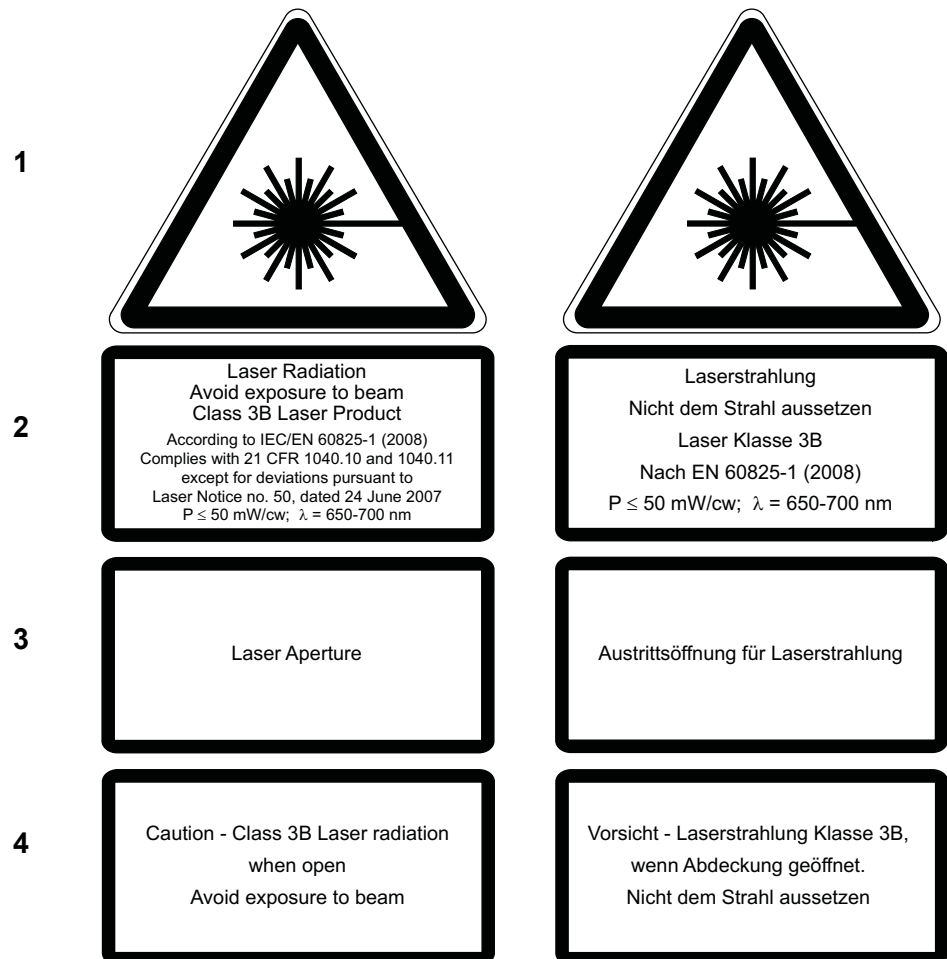 1
2
Laser Radiation
Avoid exposure to beam
Class 3B Laser Product
According to IEC/EN 60825-1 (2008)
Complies with 21 CFR 1040.10 and 1040.11
except for deviations pursuant to
Laser Notice no. 50, dated 24 June 2007
P ≤ 50 mW/cw; λ = 650-700 nm
Laserstrahlung
Nicht dem Strahl aussetzen
Laser Klasse 3B
Nach EN 60825-1 (2008)
P ≤ 50 mW/cw; λ = 650-700 nm
3
Laser Aperture
Austrittsöffnung für Laserstrahlung
4
Caution - Class 3B Laser radiation
when open
Avoid exposure to beam
Vorsicht - Laserstrahlung Klasse 3B,
wenn Abdeckung geöffnet.
Nicht dem Strahl aussetzen